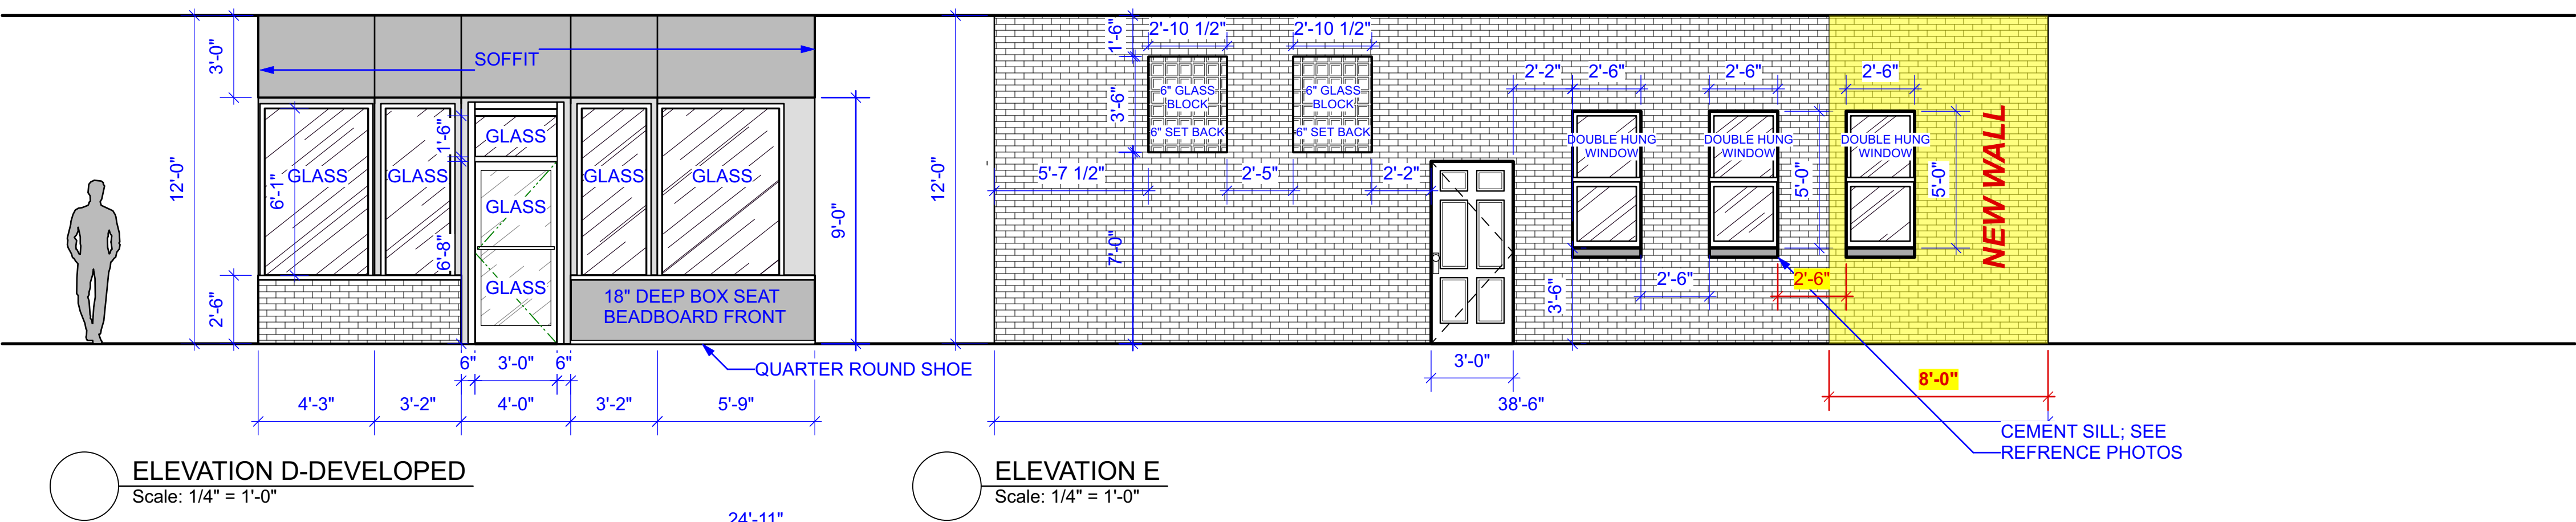 3'-0"
SOFFIT
12'-0"
6'-1"
GLASS
GLASS
1'-6"
GLASS
GLASS
GLASS
GLASS
6'-8"
GLASS
9'-0"
2'-6"
18" DEEP BOX SEAT
BEADBOARD FRONT
QUARTER ROUND SHOE
6"
3'-0"
6"
4'-3"
3'-2"
4'-0"
3'-2"
5'-9"
ELEVATION D-DEVELOPED
Scale: 1/4" = 1'-0"
24'-11"
12'-0"
1'-6"
2'-10 1/2"
2'-10 1/2"
3'-6"
6" GLASS
BLOCK
6" SET BACK
6" GLASS
BLOCK
6" SET BACK
5'-7 1/2"
2'-5"
2'-2"
7'-0"
2'-2"
2'-6"
2'-6"
2'-6"
DOUBLE HUNG
WINDOW
DOUBLE HUNG
WINDOW
DOUBLE HUNG
WINDOW
5'-0"
5'-0"
NEW WALL
3'-6"
2'-6"
2'-6"
3'-0"
8'-0"
38'-6"
CEMENT SILL; SEE
REFRENCE PHOTOS
ELEVATION E
Scale: 1/4" = 1'-0"